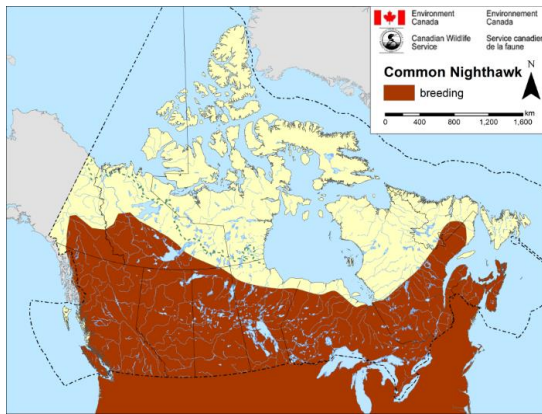 Environment
Canada
Environnement
Canada
Canadian Wildlife
Service
Service canadien
de la faune
Common Nighthawk
N
breeding
km
0 400 800 1,200 1,600